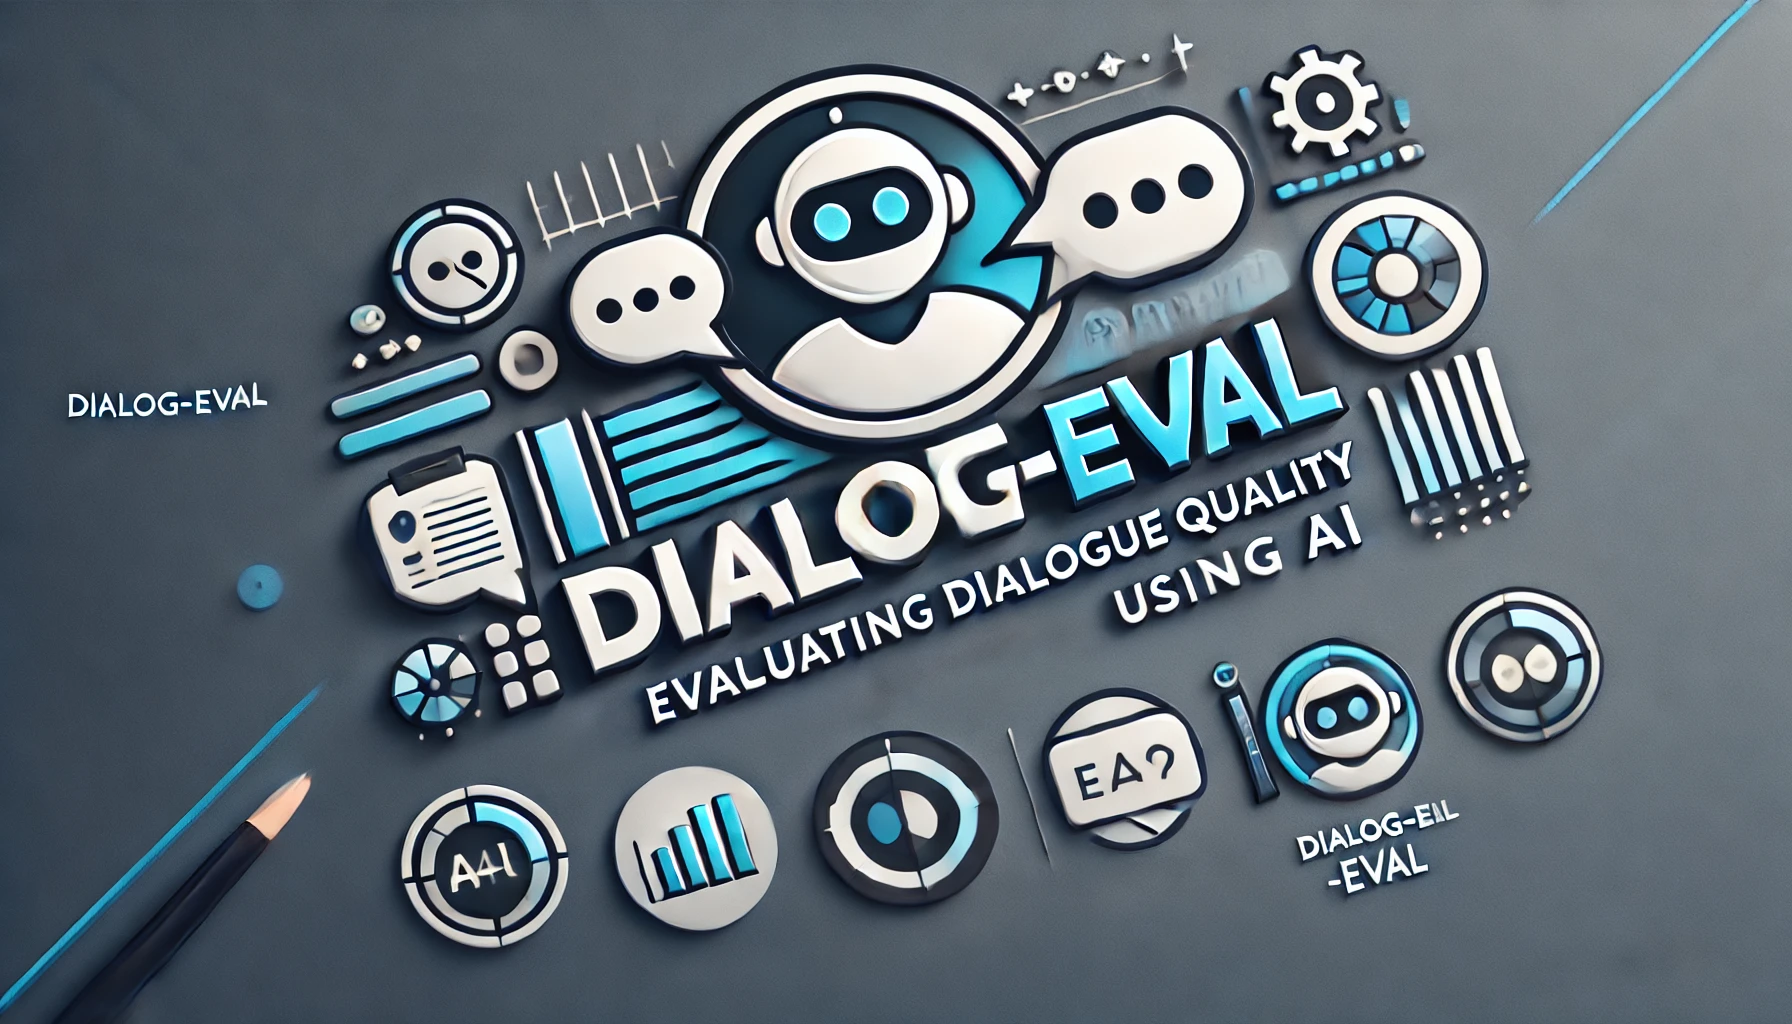 DIALOG-EVAL
DIALOG-EVAL
EVALUATING DIALOGUE QUALITY
USING AI
EA?
A4I
DIALOG-EIL
-EVAL